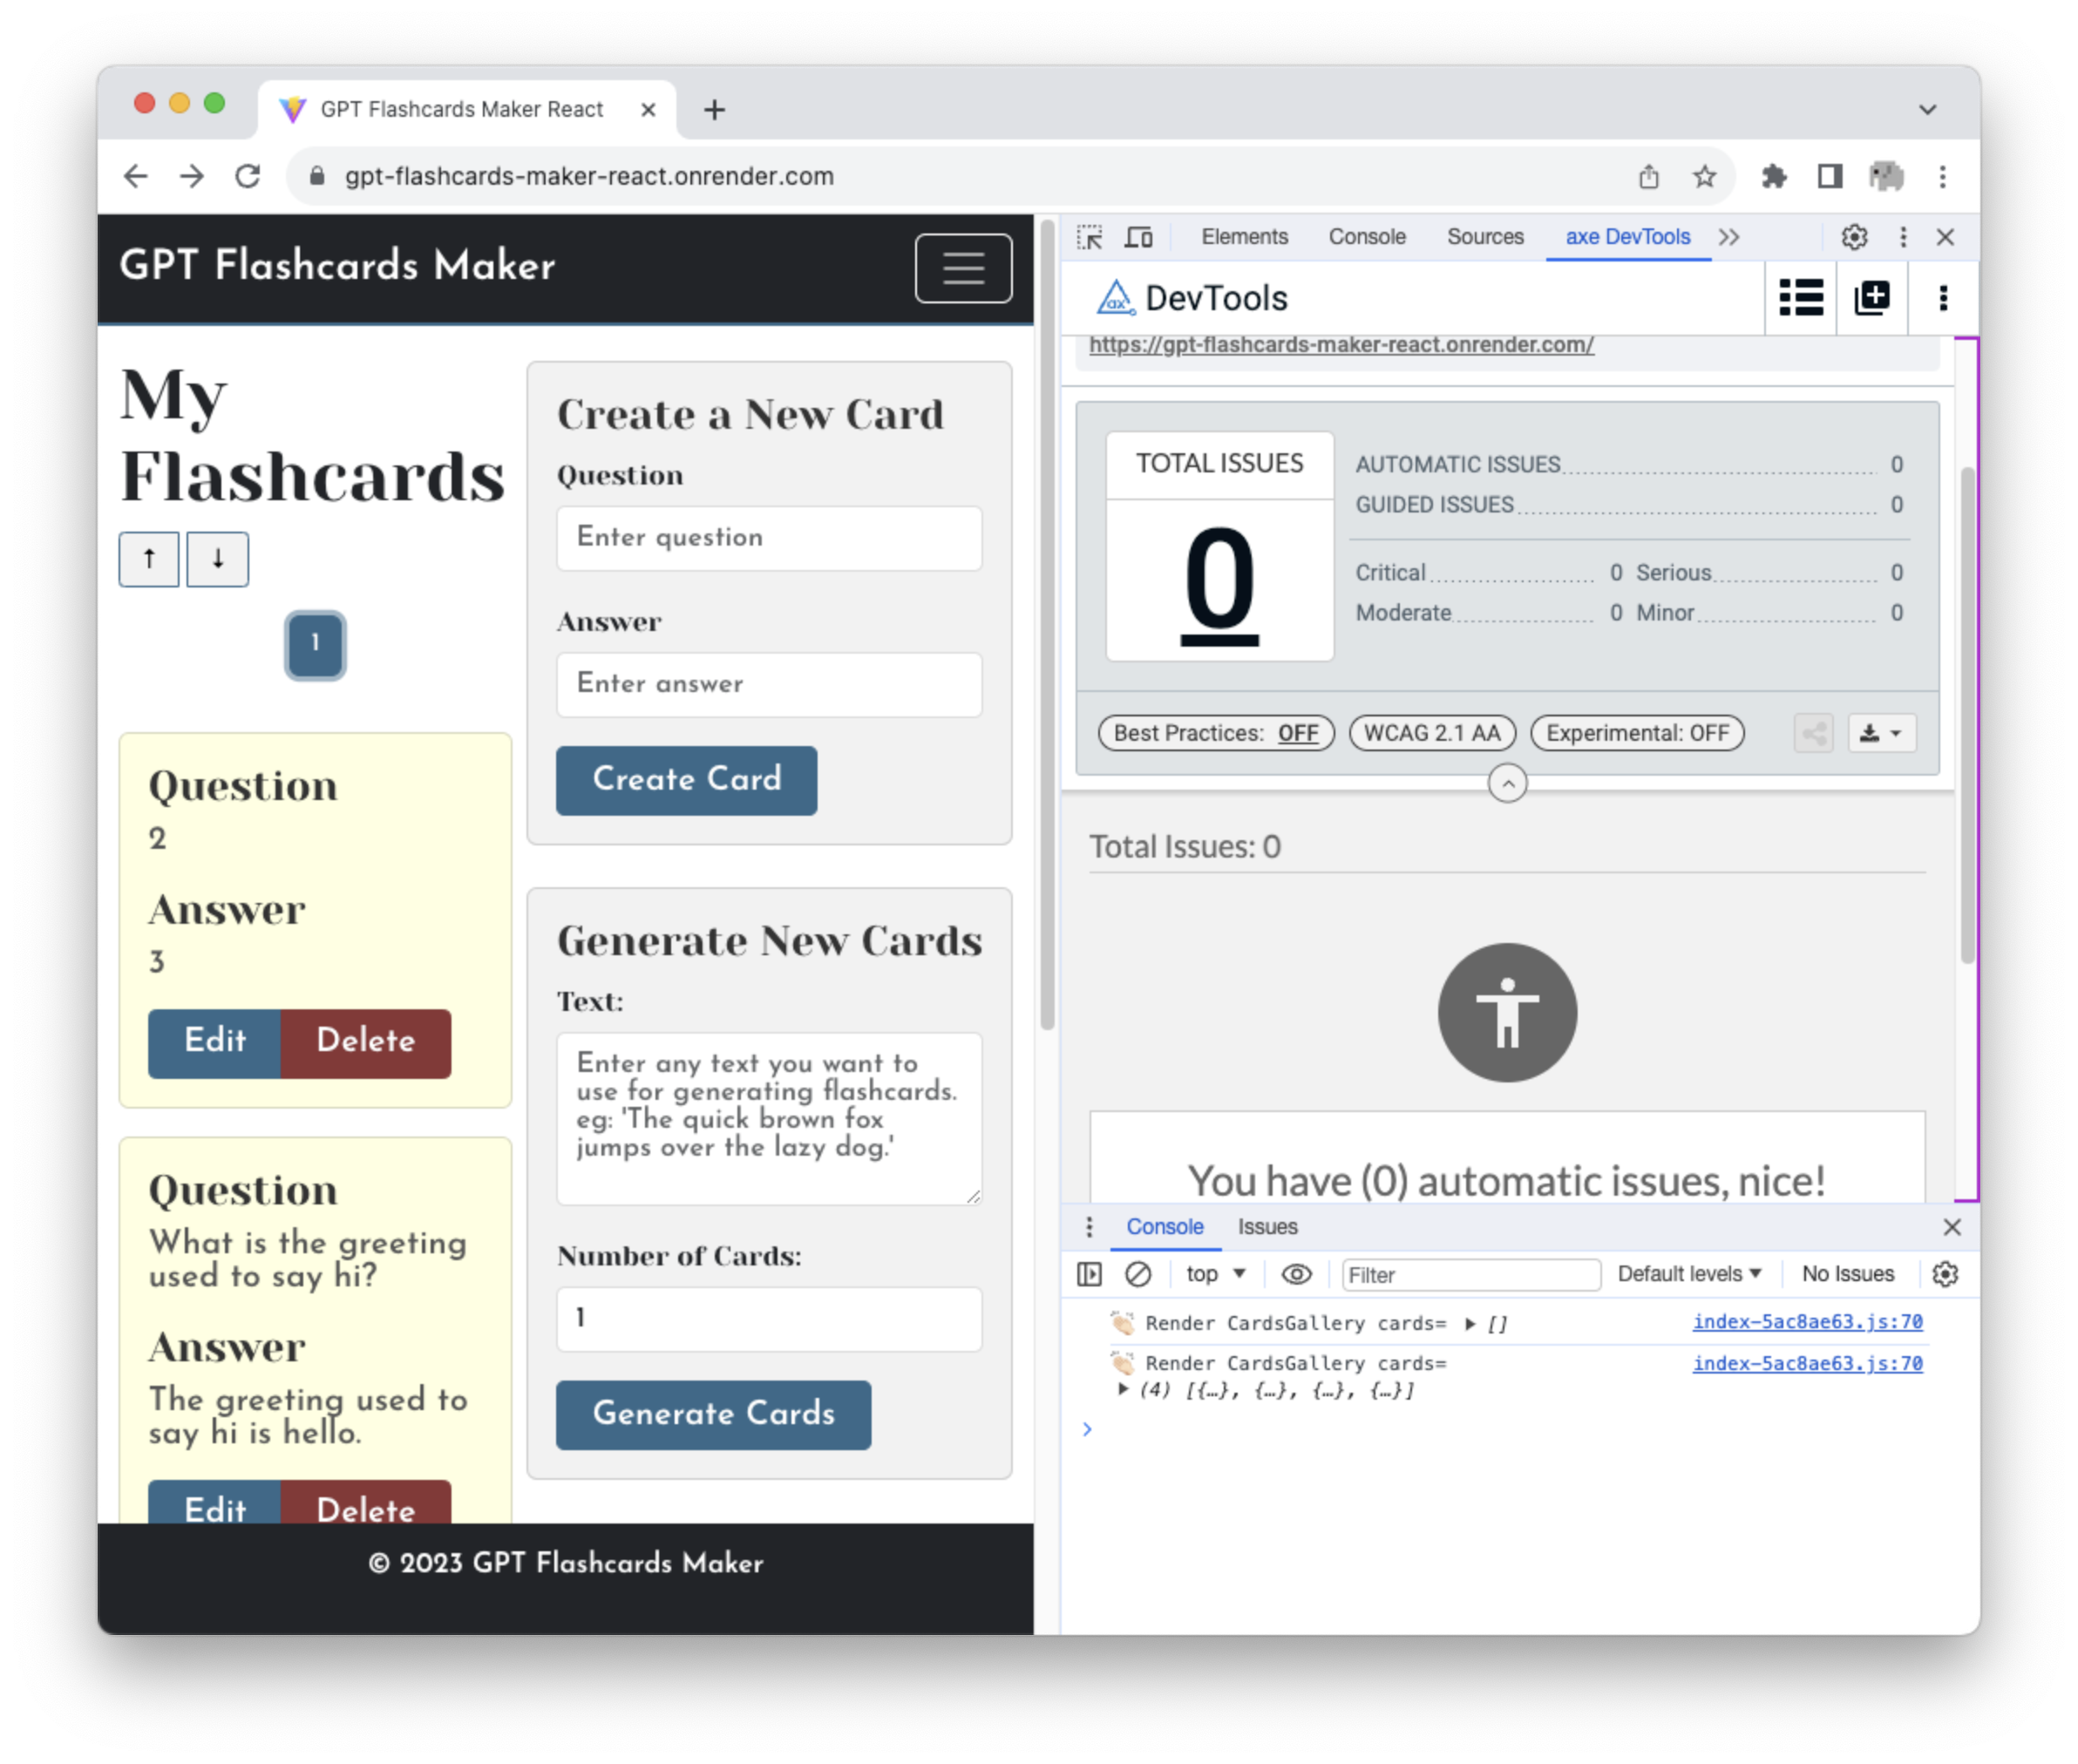 GPT Flashcards Maker React
gpt-flashcards-maker-react.onrender.com
GPT Flashcards Maker
My
Flashcards
↑ ↓
1
Question
2
Answer
3
Edit Delete
Question
What is the greeting
used to say hi?
Answer
The greeting used to
say hi is hello.
Edit Delete
Create a New Card
Question
Enter question
Answer
Enter answer
Create Card
Generate New Cards
Text:
Enter any text you want to
use for generating flashcards.
eg: 'The quick brown fox
jumps over the lazy dog.'
Number of Cards:
1
Generate Cards
© 2023 GPT Flashcards Maker
Elements Console Sources axe DevTools
ax DevTools
https://gpt-flashcards-maker-react.onrender.com/
TOTAL ISSUES
0
AUTOMATIC ISSUES 0
GUIDED ISSUES 0
Critical 0 Serious 0
Moderate 0 Minor 0
Best Practices: OFF WCAG 2.1 AA Experimental: OFF
Total Issues: 0
You have (0) automatic issues, nice!
Console Issues
top Filter Default levels No Issues
Render CardsGallery cards= [] index-5ac8ae63.js:70
Render CardsGallery cards= index-5ac8ae63.js:70
(4) [{…}, {…}, {…}, {…}]